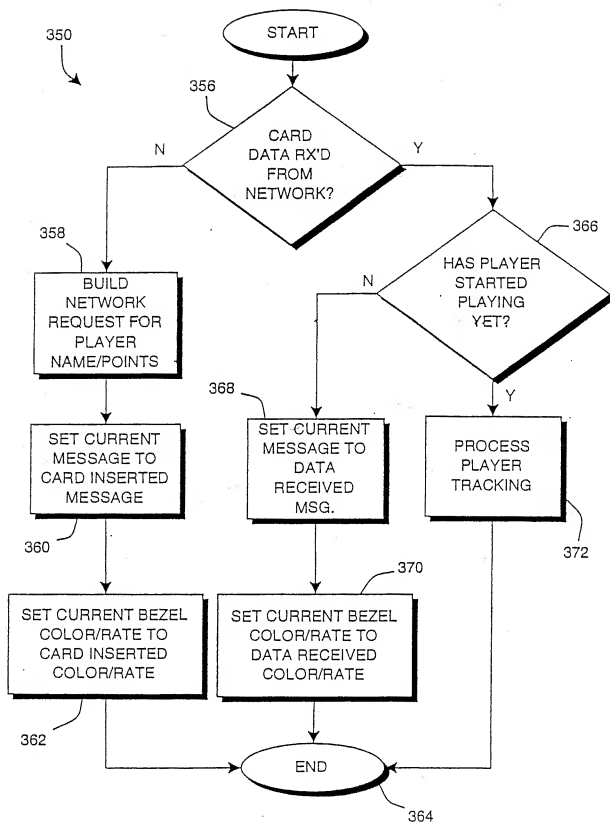 350
START
356
CARD
DATA RX'D
FROM
NETWORK?
N
Y
358
BUILD
NETWORK
REQUEST FOR
PLAYER
NAME/POINTS
366
HAS PLAYER
STARTED
PLAYING
YET?
N
Y
368
SET CURRENT
MESSAGE TO
CARD INSERTED
MESSAGE
360
SET CURRENT
MESSAGE TO
DATA
RECEIVED
MSG.
PROCESS
PLAYER
TRACKING
372
370
SET CURRENT BEZEL
COLOR/RATE TO
CARD INSERTED
COLOR/RATE
362
SET CURRENT BEZEL
COLOR/RATE TO
DATA RECEIVED
COLOR/RATE
END
364